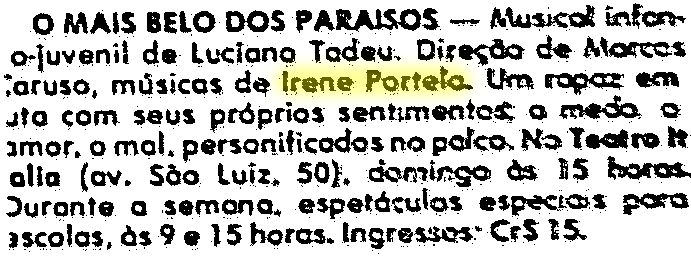 O MAIS BELO DOS PARAISOS — Musical infan-
o-juvenil de Luciano Tadeu. Direção de Marcos
Caruso, músicas de Irene Portela. Um rapaz em
uta com seus próprios sentimentos: o medo, o
amor, o mal, personificados no palco. No Teatro It
alia (av. São Luiz, 50), domingo às 15 horas.
Durante a semana, espetáculos especiais para
escolas, às 9 e 15 horas. Ingressos: Cr$ 15.